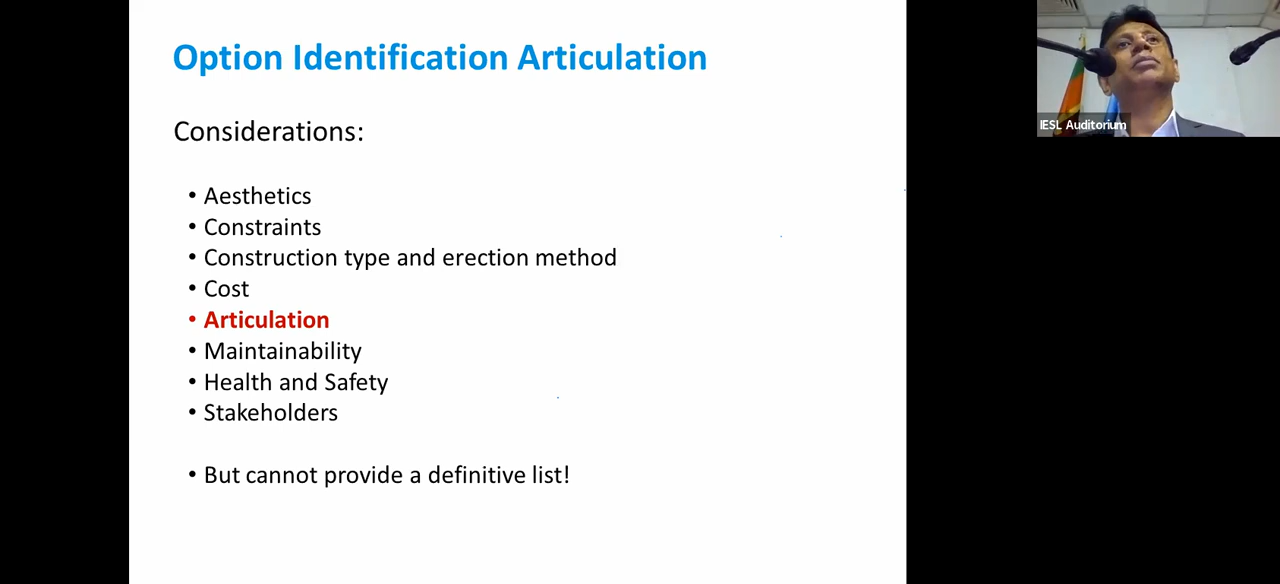 Option Identification Articulation
Considerations:
• Aesthetics
• Constraints
• Construction type and erection method
• Cost
• Articulation
• Maintainability
• Health and Safety
• Stakeholders
• But cannot provide a definitive list!
IESL Auditorium